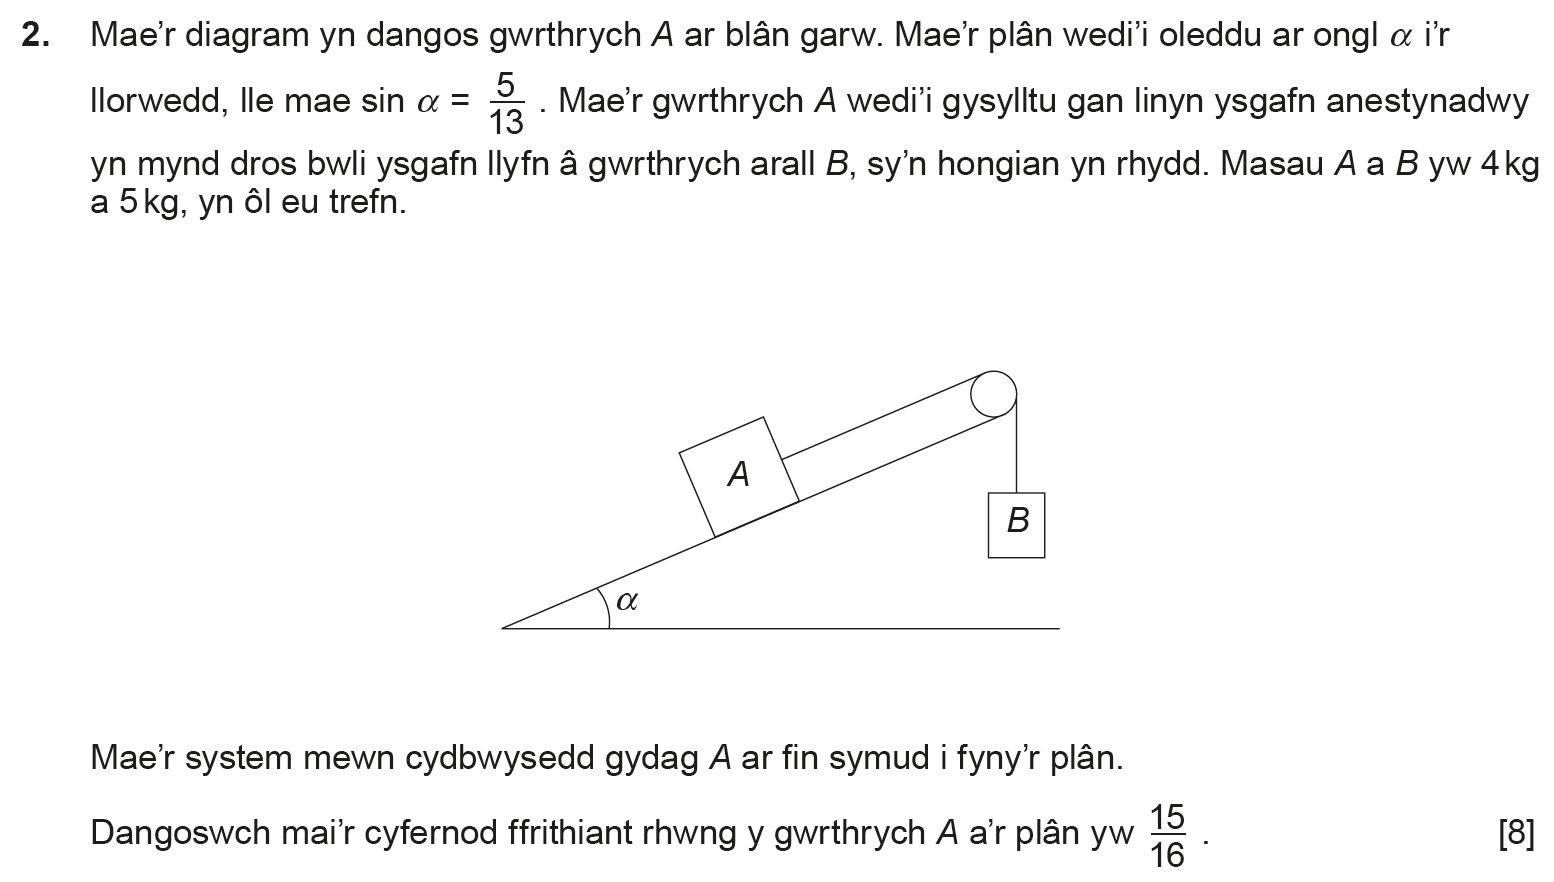 2. Mae’r diagram yn dangos gwrthrych A ar blân garw. Mae’r plân wedi’i oleddu ar ongl α i’r
llorwedd, lle mae sin α = 5/13 . Mae’r gwrthrych A wedi’i gysylltu gan linyn ysgafn anestynadwy
yn mynd dros bwli ysgafn llyfn â gwrthrych arall B, sy’n hongian yn rhydd. Masau A a B yw 4 kg
a 5 kg, yn ôl eu trefn.
A
B
α
Mae’r system mewn cydbwysedd gydag A ar fin symud i fyny’r plân.
Dangoswch mai’r cyfernod ffrithiant rhwng y gwrthrych A a’r plân yw 15/16 . [8]